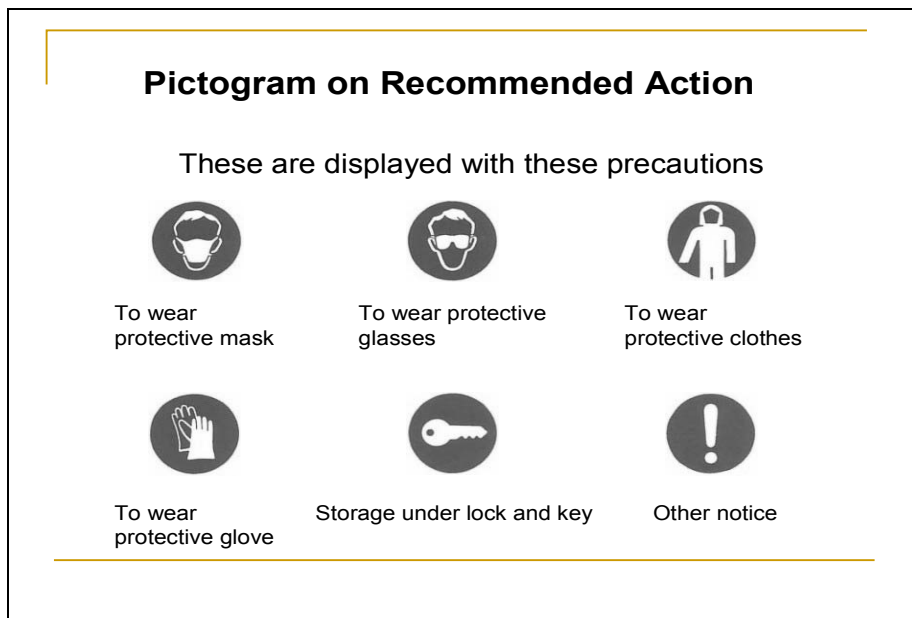 Pictogram on Recommended Action
These are displayed with these precautions
To wear
protective mask
To wear protective
glasses
To wear
protective clothes
To wear
protective glove
Storage under lock and key
Other notice